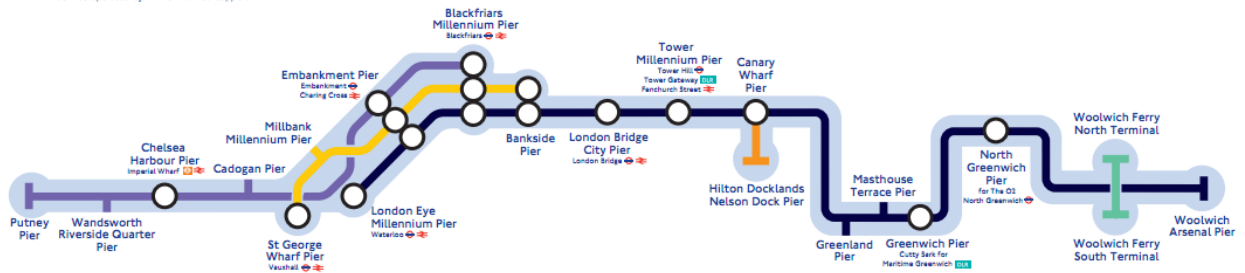 Blackfriars
Millennium Pier
Blackfriars
Embankment Pier
Embankment
Charing Cross
Tower
Millennium Pier
Tower Hill
Tower Gateway DLR
Fenchurch Street
Canary
Wharf
Pier
Millbank
Millennium Pier
Chelsea
Harbour Pier
Imperial Wharf
Cadogan Pier
Bankside
Pier
London Bridge
City Pier
London Bridge
Woolwich Ferry
North Terminal
North
Greenwich
Pier
for The O2
North Greenwich
Masthouse
Terrace Pier
Hilton Docklands
Nelson Dock Pier
Putney
Pier
Wandsworth
Riverside Quarter
Pier
St George
Wharf Pier
Vauxhall
London Eye
Millennium Pier
Waterloo
Greenland
Pier
Greenwich Pier
Cutty Sark for
Maritime Greenwich DLR
Woolwich Ferry
South Terminal
Woolwich
Arsenal Pier